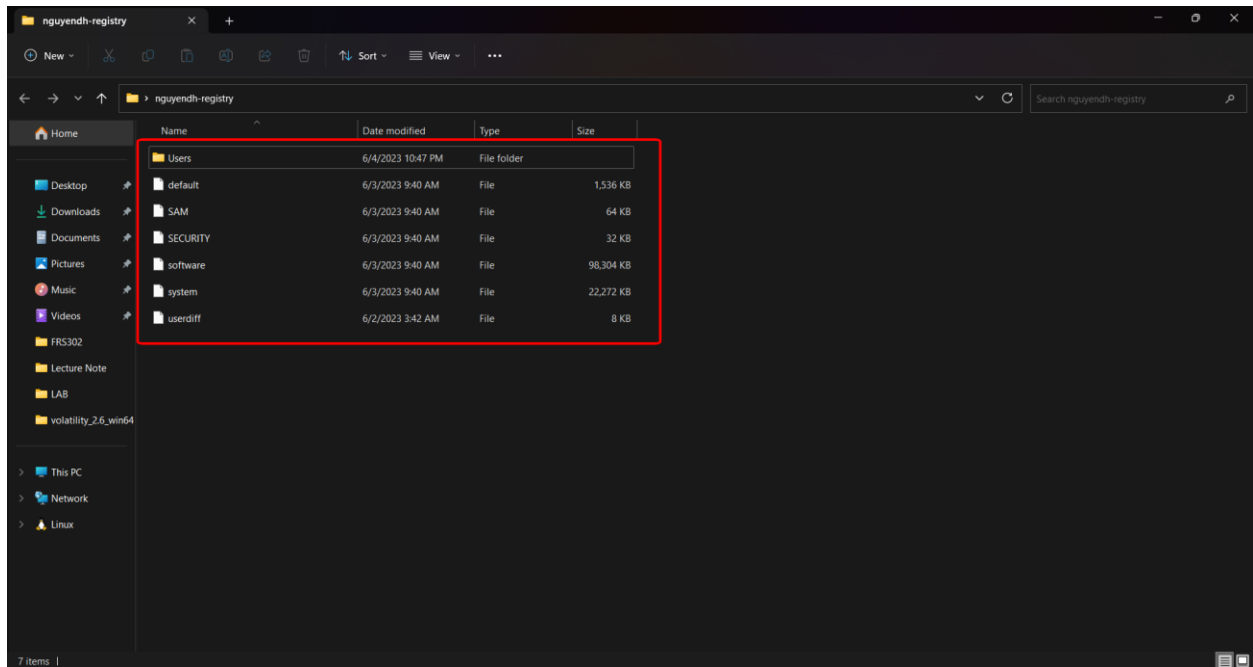 nguyendh-registry
New
Sort
View
nguyendh-registry
Search nguyendh-registry
Home
Name Date modified Type Size
Users 6/4/2023 10:47 PM File folder
Desktop
default 6/3/2023 9:40 AM File 1,536 KB
Downloads
SAM 6/3/2023 9:40 AM File 64 KB
Documents
SECURITY 6/3/2023 9:40 AM File 32 KB
Pictures
software 6/3/2023 9:40 AM File 98,304 KB
Music
system 6/3/2023 9:40 AM File 22,272 KB
Videos
userdiff 6/2/2023 3:42 AM File 8 KB
FRS302
Lecture Note
LAB
volatility_2.6_win64
This PC
Network
Linux
7 items